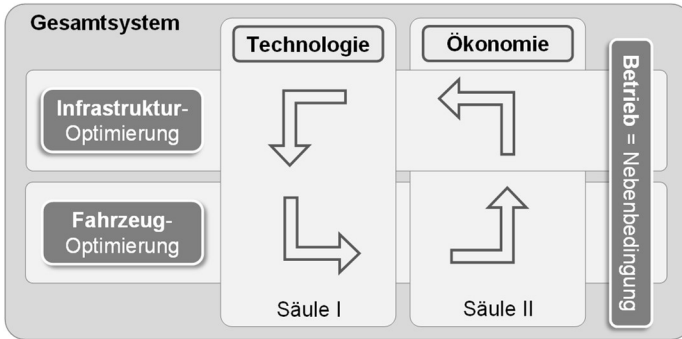 Gesamtsystem
Technologie
Ökonomie
Infrastruktur-
Optimierung
Fahrzeug-
Optimierung
Säule I
Säule II
Betrieb = Nebenbedingung